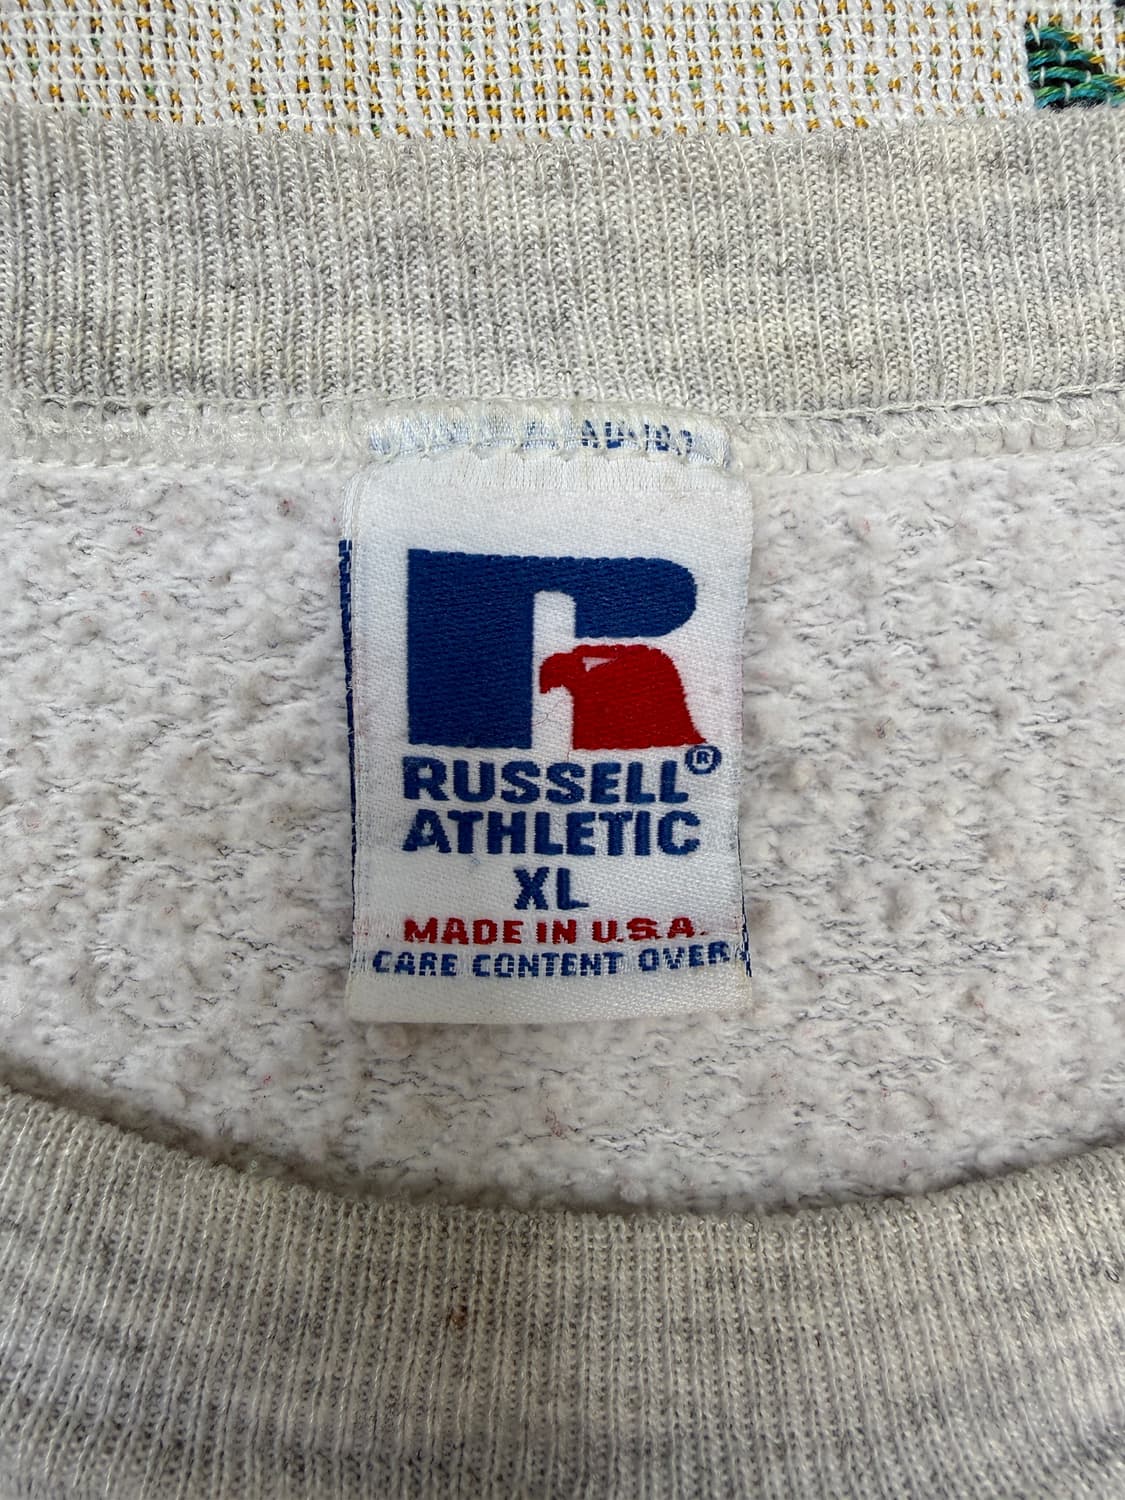 RUSSELL®
ATHLETIC
XL
MADE IN U.S.A.
CARE CONTENT OVER